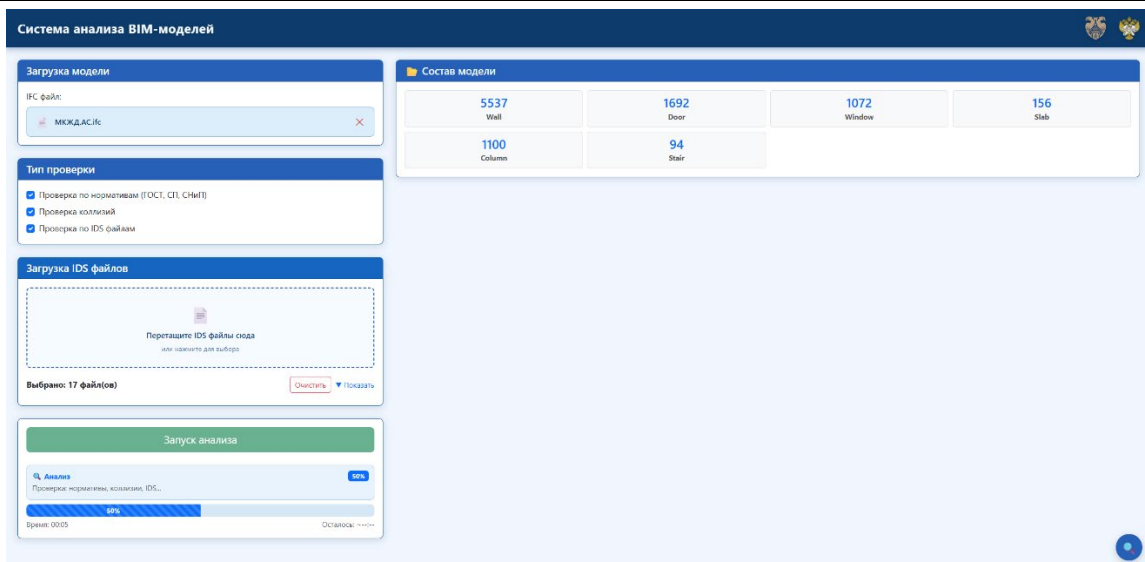 Система анализа BIM-моделей
Загрузка модели
IFC файл:
МКЖД.АС.ifc
Тип проверки
Проверка по нормативам (ГОСТ, СП, СНиП)
Проверка коллизий
Проверка по IDS файлам
Загрузка IDS файлов
Перетащите IDS файлы сюда
или нажмите для выбора
Выбрано: 17 файл(ов)
Очистить ▼ Показать
Запуск анализа
Анализ 50%
Проверка: нормативы, коллизии, IDS...
50%
Время: 00:05 Осталось: --:--
Состав модели
5537 1692 1072 156
Wall Door Window Slab
1100 94
Column Stair